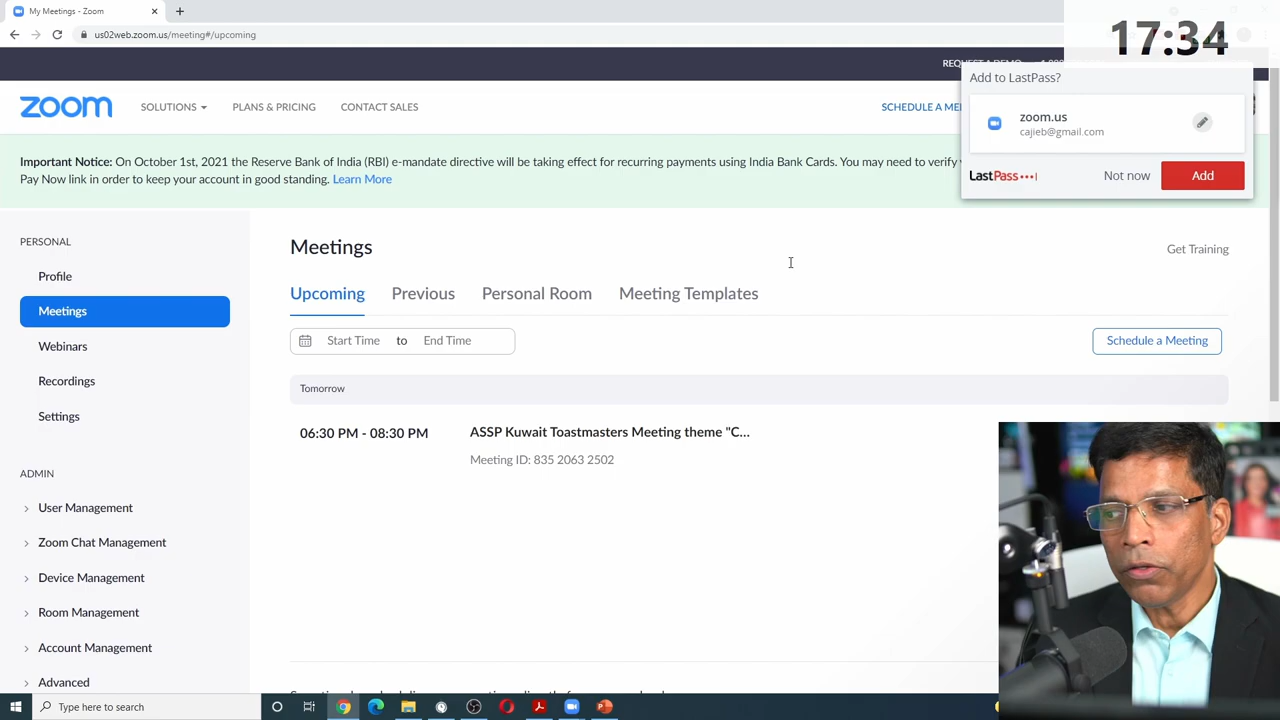 My Meetings - Zoom
us02web.zoom.us/meeting#/upcoming
17:34
zoom
SOLUTIONS
PLANS & PRICING
CONTACT SALES
Add to LastPass?
zoom.us
cajieb@gmail.com
LastPass
Not now
Add
Important Notice: On October 1st, 2021 the Reserve Bank of India (RBI) e-mandate directive will be taking effect for recurring payments using India Bank Cards. You may need to verify
Pay Now link in order to keep your account in good standing. Learn More
PERSONAL
Profile
Meetings
Webinars
Recordings
Settings
ADMIN
User Management
Zoom Chat Management
Device Management
Room Management
Account Management
Advanced
Meetings
Get Training
Upcoming
Previous
Personal Room
Meeting Templates
Start Time to End Time
Schedule a Meeting
Tomorrow
06:30 PM - 08:30 PM
ASSP Kuwait Toastmasters Meeting theme "C...
Meeting ID: 835 2063 2502
Type here to search